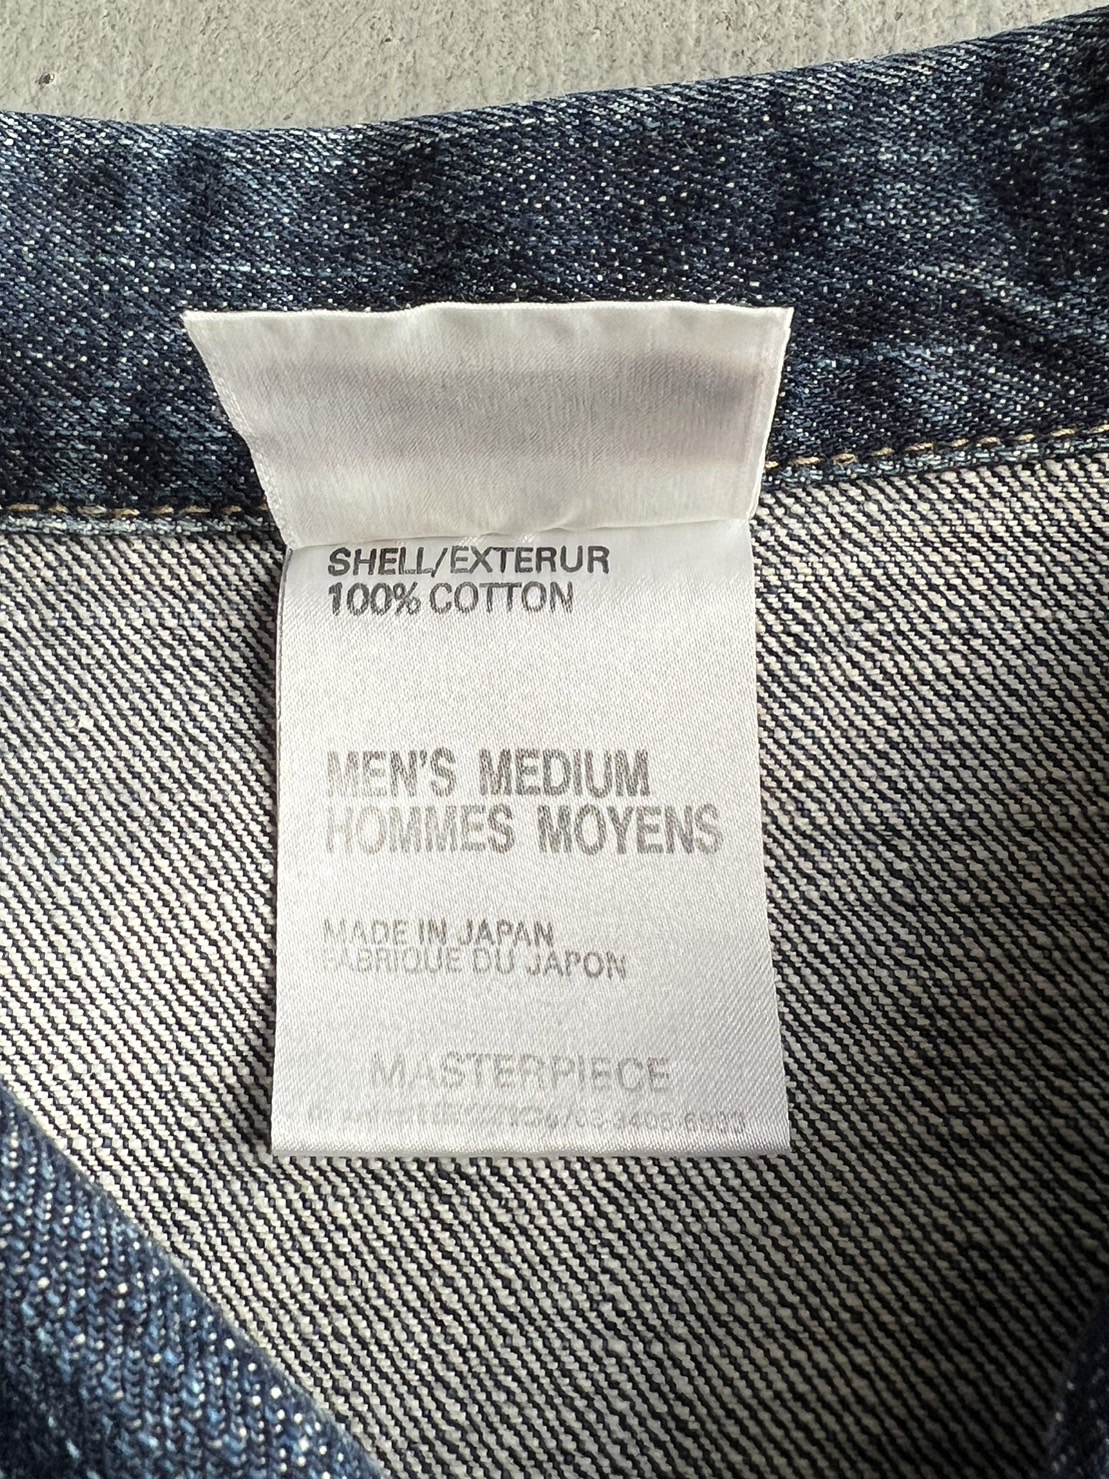 SHELL/EXTERUR
100% COTTON
MEN'S MEDIUM
HOMMES MOYENS
MADE IN JAPAN
FABRIQUE DU JAPON
MASTERPIECE